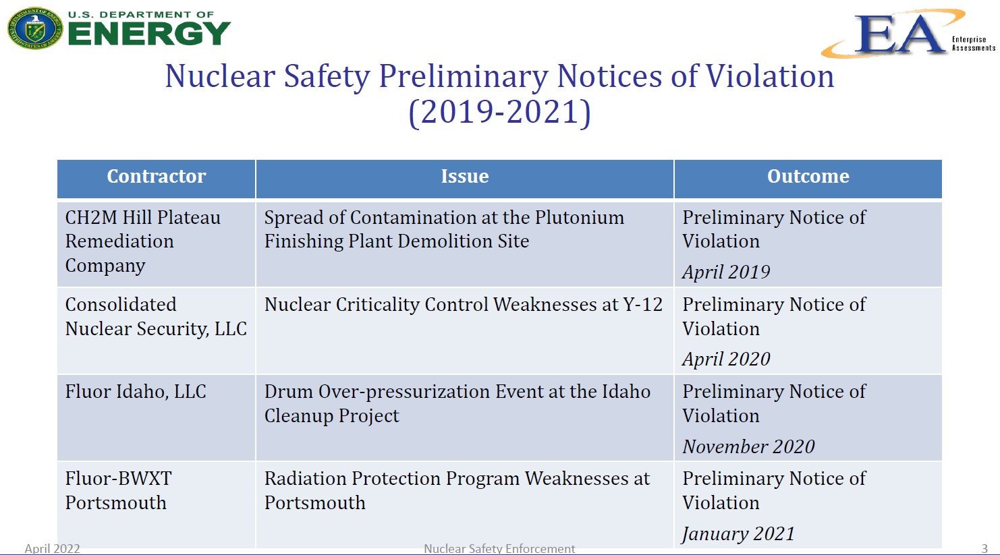 U.S. DEPARTMENT OF
ENERGY
EA
Enterprise
Assessments
Nuclear Safety Preliminary Notices of Violation
(2019-2021)
Contractor
Issue
Outcome
CH2M Hill Plateau
Remediation
Company
Spread of Contamination at the Plutonium
Finishing Plant Demolition Site
Preliminary Notice of
Violation
April 2019
Consolidated
Nuclear Security, LLC
Nuclear Criticality Control Weaknesses at Y-12
Preliminary Notice of
Violation
April 2020
Fluor Idaho, LLC
Drum Over-pressurization Event at the Idaho
Cleanup Project
Preliminary Notice of
Violation
November 2020
Fluor-BWXT
Portsmouth
Radiation Protection Program Weaknesses at
Portsmouth
Preliminary Notice of
Violation
January 2021
April 2022
Nuclear Safety Enforcement
3